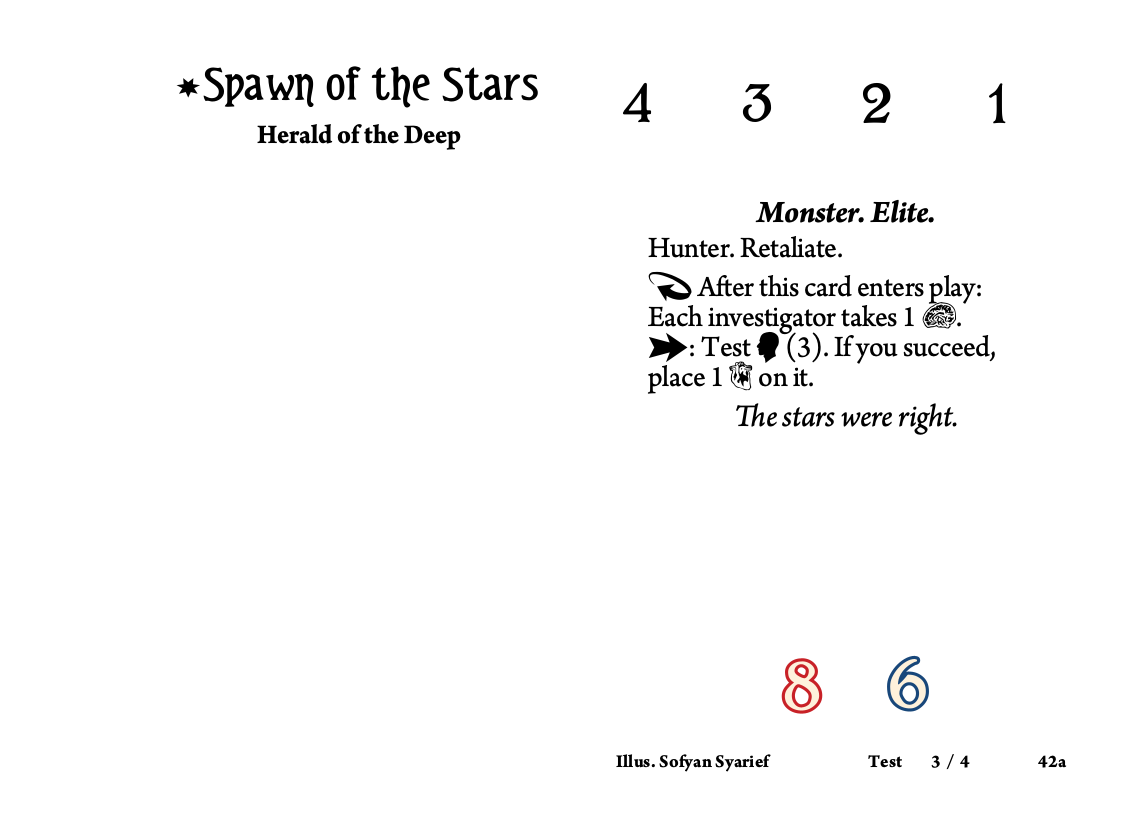 Spawn of the Stars
Herald of the Deep
4 3 2 1
Monster. Elite.
Hunter. Retaliate.
After this card enters play:
Each investigator takes 1 .
: Test (3). If you succeed,
place 1 on it.
The stars were right.
8 6
Illus. Sofyan Syarief Test 3 / 4 42a